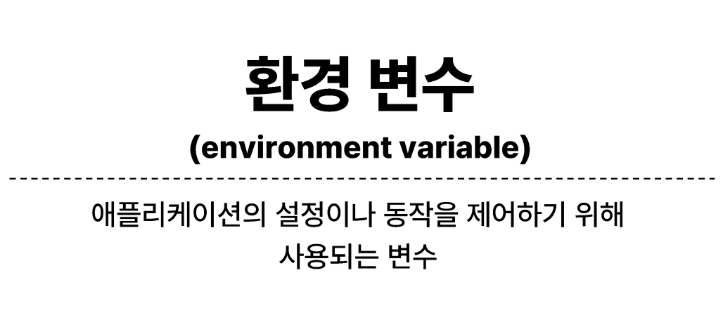 환경 변수
(environment variable)
애플리케이션의 설정이나 동작을 제어하기 위해
사용되는 변수